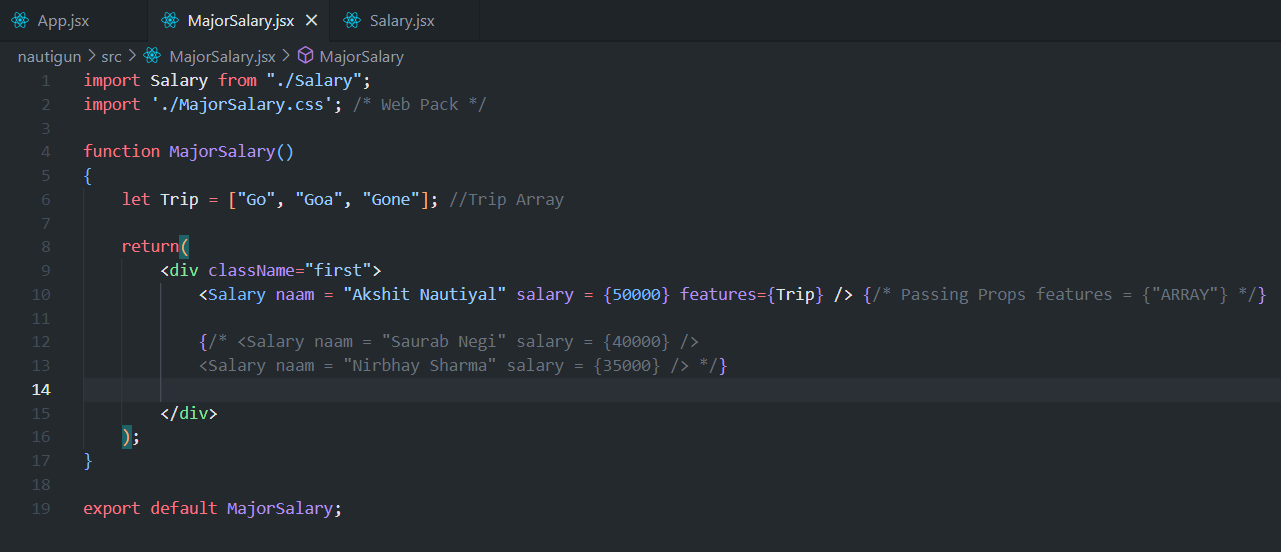 App.jsx MajorSalary.jsx × Salary.jsx
nautigun > src > MajorSalary.jsx > MajorSalary
1 import Salary from "./Salary";
2 import './MajorSalary.css'; /* Web Pack */
3
4 function MajorSalary()
5 {
6 let Trip = ["Go", "Goa", "Gone"]; //Trip Array
7
8 return(
9 <div className="first">
10 <Salary naam = "Akshit Nautiyal" salary = {50000} features={Trip} /> {/* Passing Props features = {"ARRAY"} */}
11
12 {/* <Salary naam = "Saurab Negi" salary = {40000} />
13 <Salary naam = "Nirbhay Sharma" salary = {35000} /> */}
14
15 </div>
16 );
17 }
18
19 export default MajorSalary;